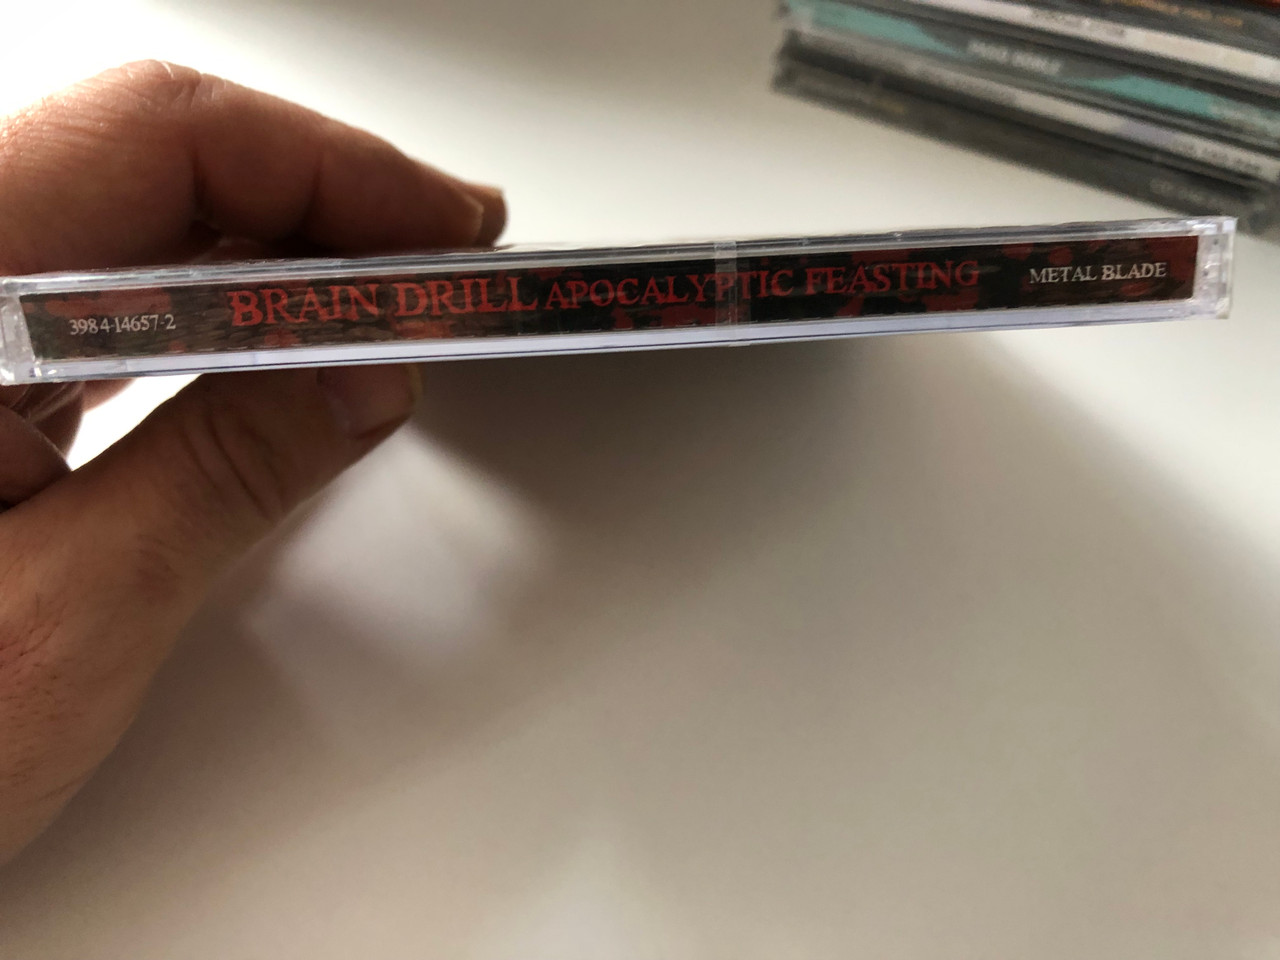 3984-14657-2 BRAIN DRILL APOCALYPTIC FEASTING METAL BLADE